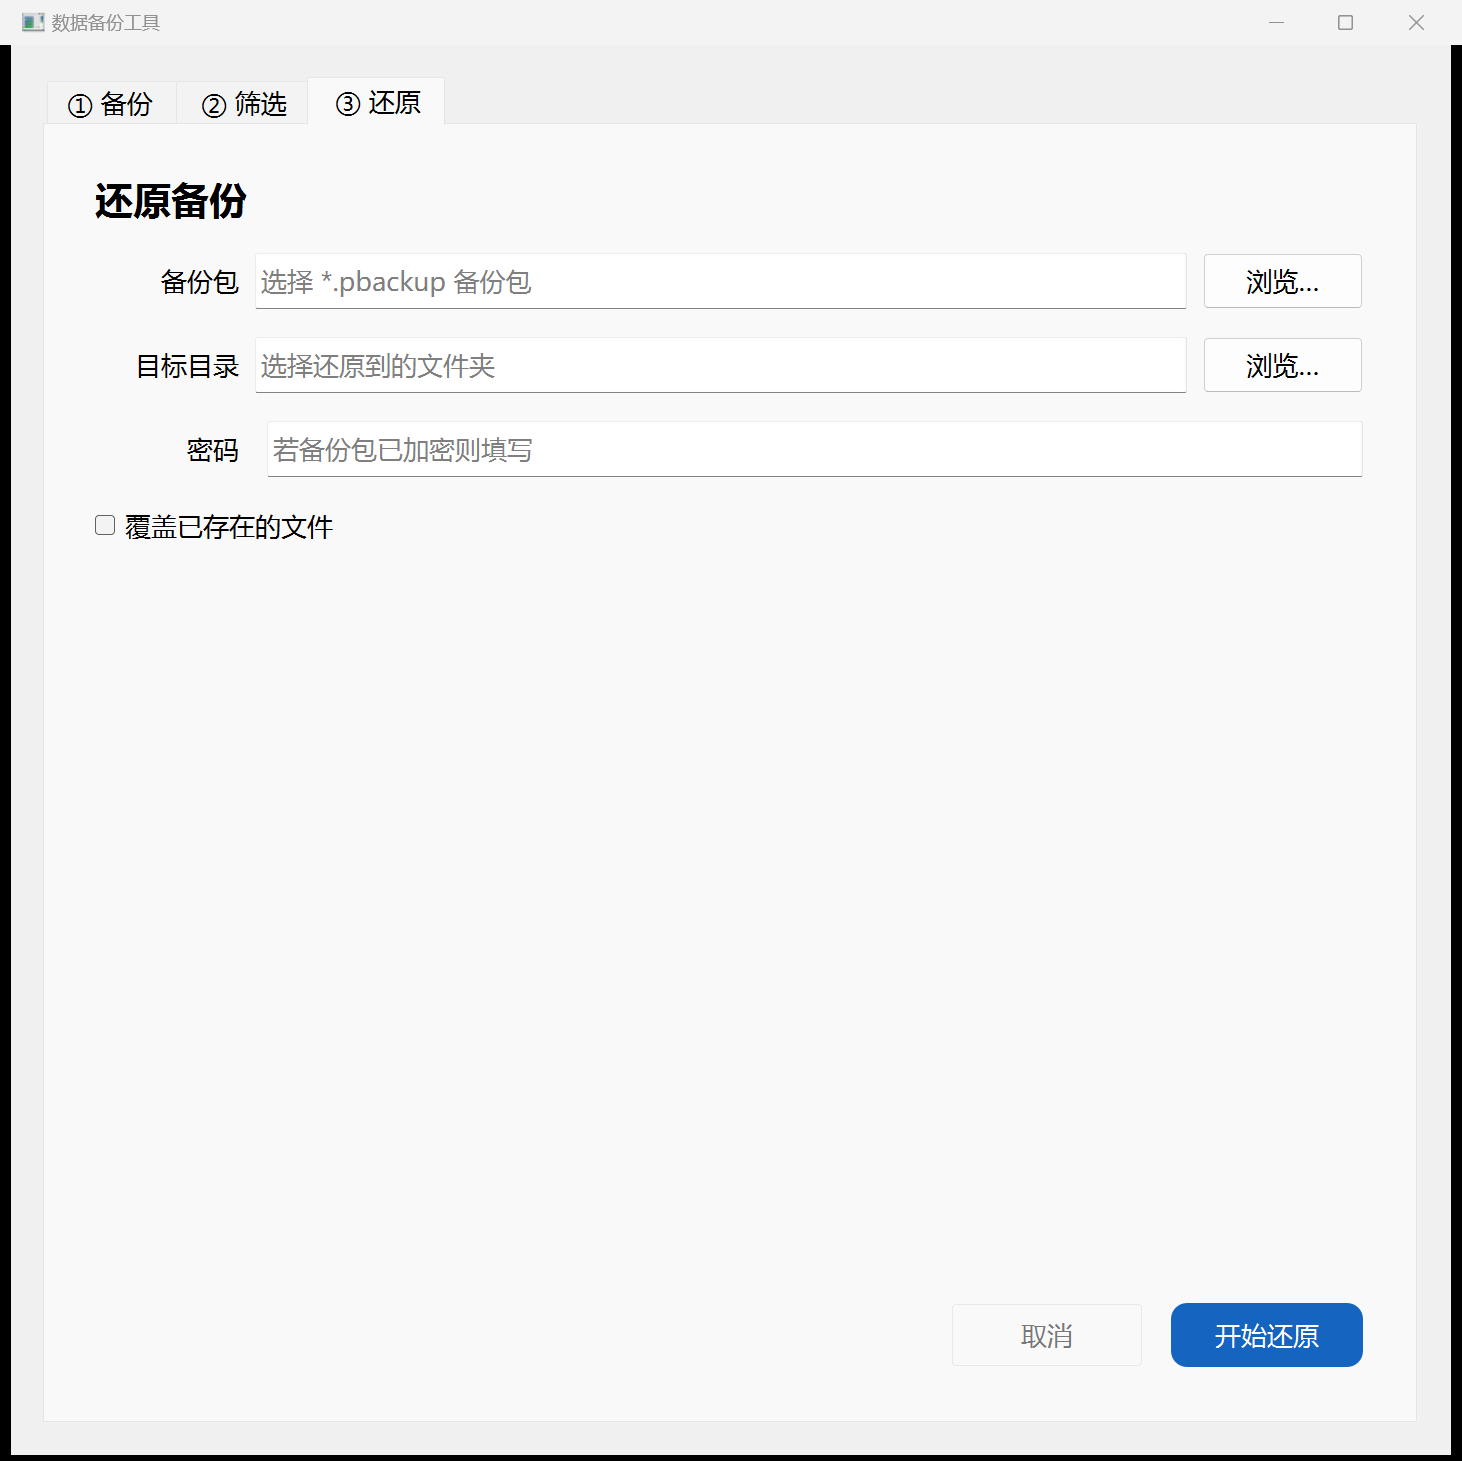 数据备份工具
① 备份 ② 筛选 ③ 还原
还原备份
备份包 选择 *.pbackup 备份包 浏览...
目标目录 选择还原到的文件夹 浏览...
密码 若备份包已加密则填写
覆盖已存在的文件
取消 开始还原